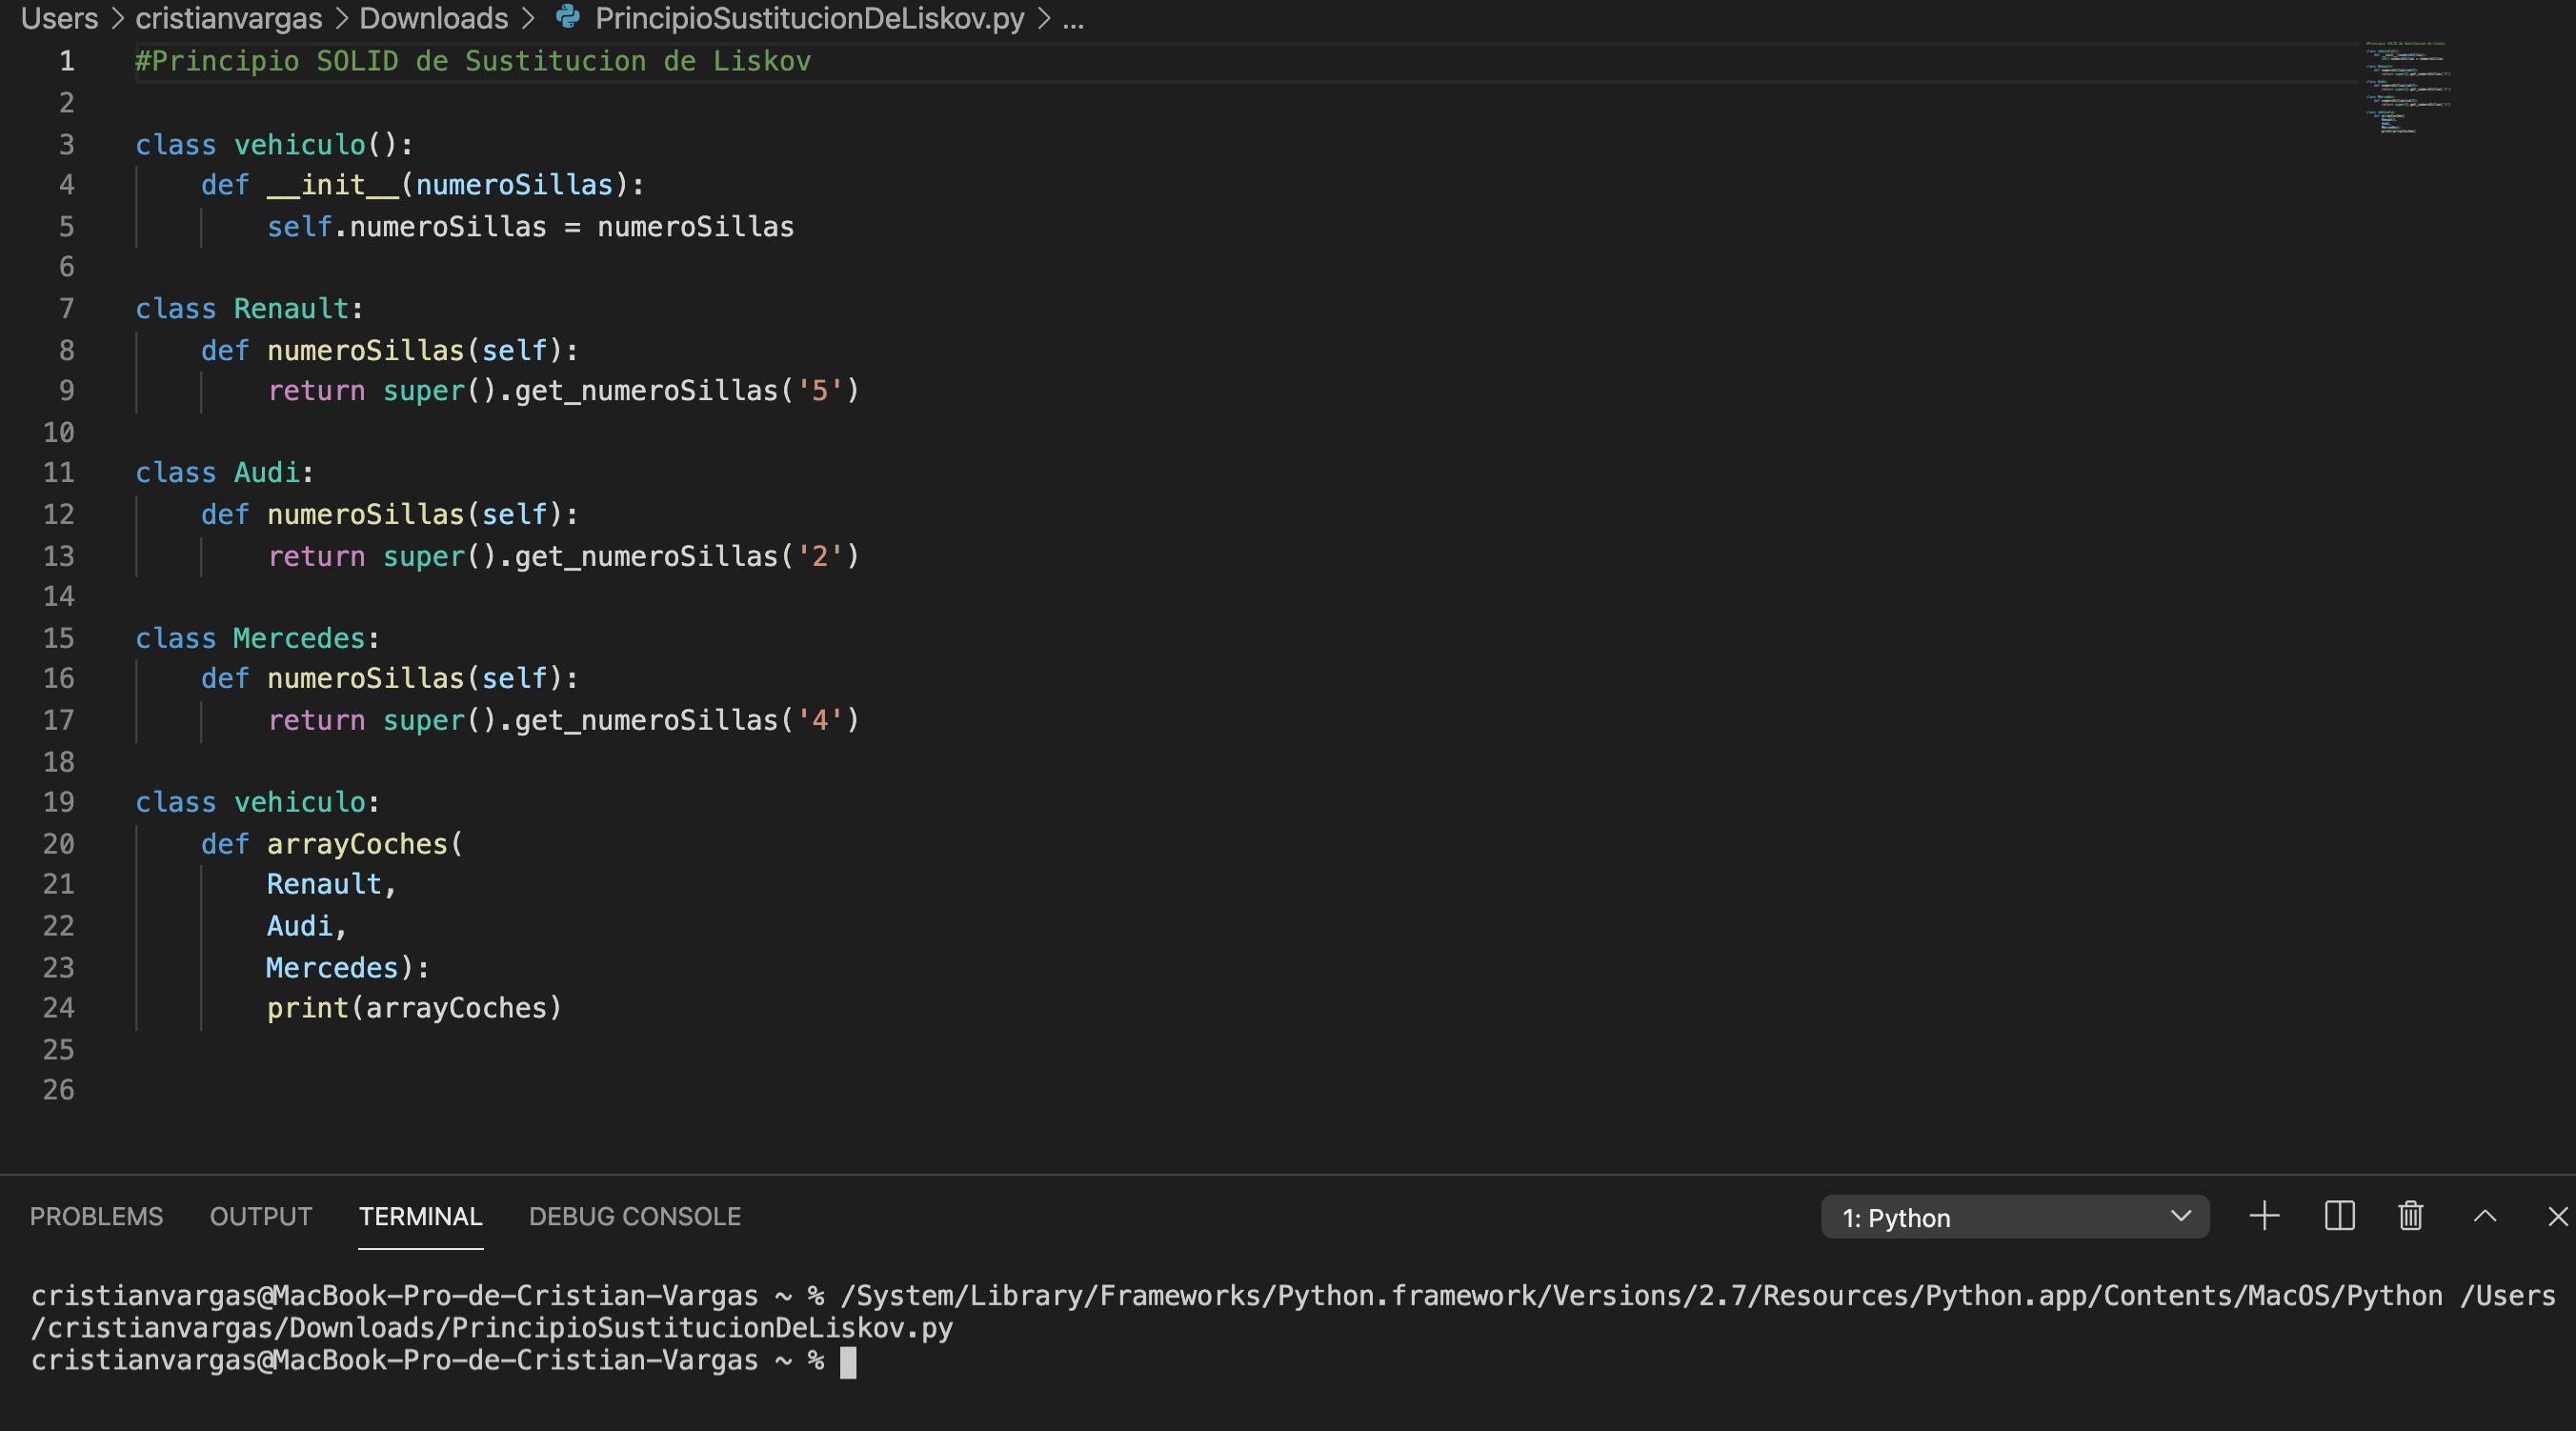 Users > cristianvargas > Downloads > PrincipioSustitucionDeLiskov.py > ...
1 #Principio SOLID de Sustitucion de Liskov
2
3 class vehiculo():
4     def __init__(numeroSillas):
5         self.numeroSillas = numeroSillas
6
7 class Renault:
8     def numeroSillas(self):
9         return super().get_numeroSillas('5')
10
11 class Audi:
12     def numeroSillas(self):
13         return super().get_numeroSillas('2')
14
15 class Mercedes:
16     def numeroSillas(self):
17         return super().get_numeroSillas('4')
18
19 class vehiculo:
20     def arrayCoches(
21         Renault,
22         Audi,
23         Mercedes):
24         print(arrayCoches)
25
26
PROBLEMS OUTPUT TERMINAL DEBUG CONSOLE 1: Python
cristianvargas@MacBook-Pro-de-Cristian-Vargas ~ % /System/Library/Frameworks/Python.framework/Versions/2.7/Resources/Python.app/Contents/MacOS/Python /Users
/cristianvargas/Downloads/PrincipioSustitucionDeLiskov.py
cristianvargas@MacBook-Pro-de-Cristian-Vargas ~ %